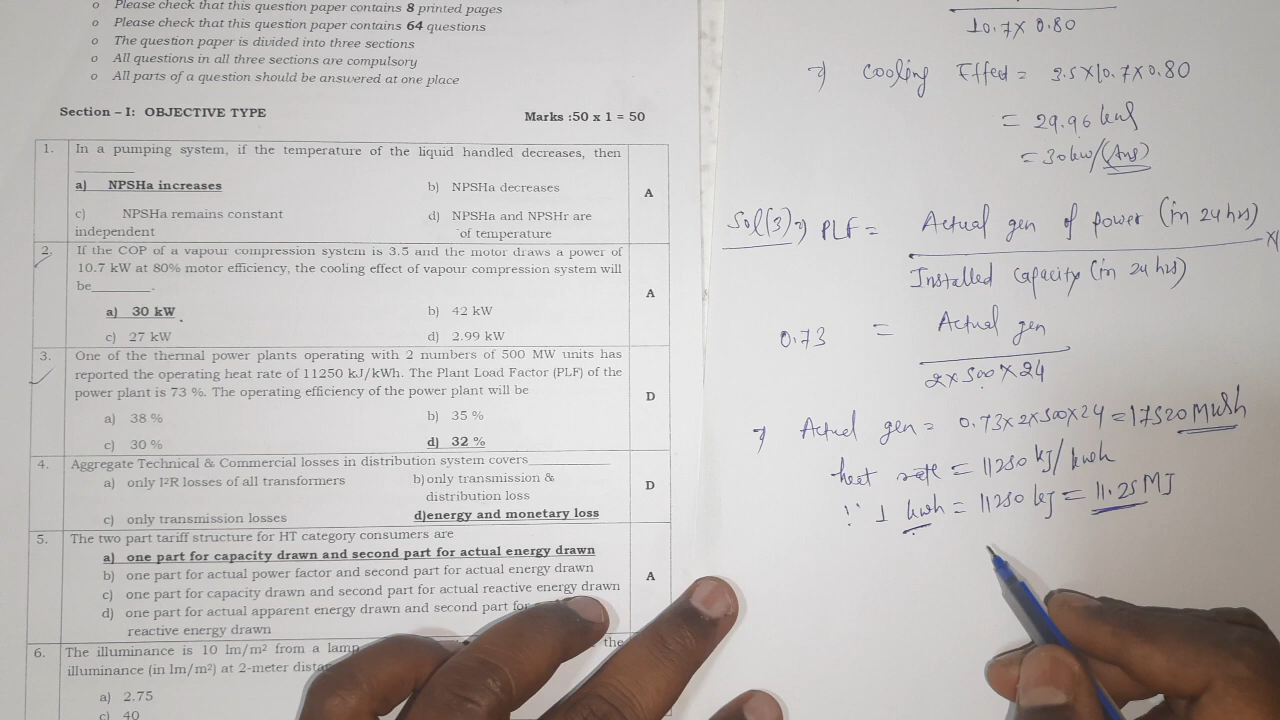 o Please check that this question paper contains 8 printed pages
o Please check that this question paper contains 64 questions
o The question paper is divided into three sections
o All questions in all three sections are compulsory
o All parts of a question should be answered at one place
Section – I: OBJECTIVE TYPE
Marks :50 x 1 = 50
1. In a pumping system, if the temperature of the liquid handled decreases, then
________
a) NPSHa increases
b) NPSHa decreases
A
c) NPSHa remains constant
d) NPSHa and NPSHr are
independent
of temperature
2. If the COP of a vapour compression system is 3.5 and the motor draws a power of
10.7 kW at 80% motor efficiency, the cooling effect of vapour compression system will
be________.
A
a) 30 kW
b) 42 kW
c) 27 kW
d) 2.99 kW
3. One of the thermal power plants operating with 2 numbers of 500 MW units has
reported the operating heat rate of 11250 kJ/kWh. The Plant Load Factor (PLF) of the
power plant is 73 %. The operating efficiency of the power plant will be
D
a) 38 %
b) 35 %
c) 30 %
d) 32 %
4. Aggregate Technical & Commercial losses in distribution system covers__________
a) only I²R losses of all transformers
b) only transmission &
distribution loss
D
c) only transmission losses
d)energy and monetary loss
5. The two part tariff structure for HT category consumers are
a) one part for capacity drawn and second part for actual energy drawn
b) one part for actual power factor and second part for actual energy drawn
A
c) one part for capacity drawn and second part for actual reactive energy drawn
d) one part for actual apparent energy drawn and second part for
reactive energy drawn
6. The illuminance is 10 lm/m² from a lamp the
illuminance (in lm/m²) at 2-meter
a) 2.75
c) 40
10.7 x 0.80
⇒ Cooling Effect = 3.5x10.7x0.80
= 29.96 kW
= 30kw/(Ans)
Sol(3)⇒ PLF = Actual gen of power (in 24 hrs)
Installed Capacity (in 24 hrs)
0.73 = Actual gen
2x500x24
⇒ Actual gen = 0.73x2x500x24 = 17520 MWh
heat rate = 11250 kJ/kwh
∵ 1 kwh = 11250 kJ = 11.25 MJ